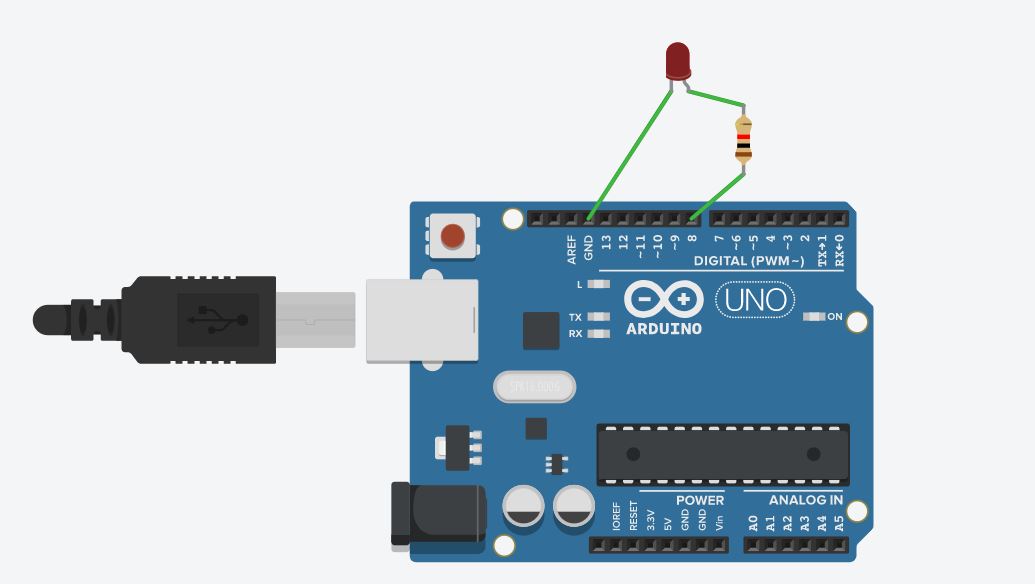 AREF
GND
13
12
~11
~10
~9
8
7
~6
~5
4
~3
2
TX→1
RX←0
DIGITAL (PWM~)
L
TX
RX
UNO
ARDUINO
ON
SPK16.000G
POWER
ANALOG IN
IOREF
RESET
3.3V
5V
GND
GND
Vin
A0
A1
A2
A3
A4
A5